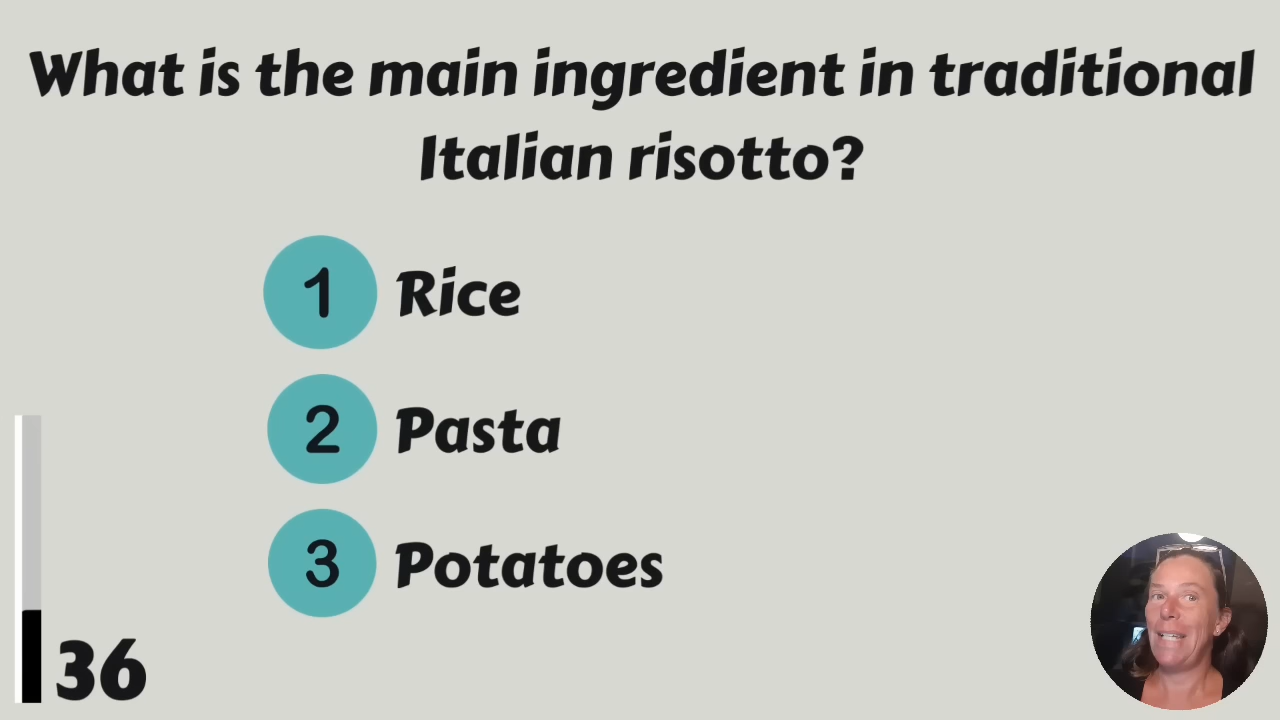 What is the main ingredient in traditional
Italian risotto?
1 Rice
2 Pasta
3 Potatoes
36